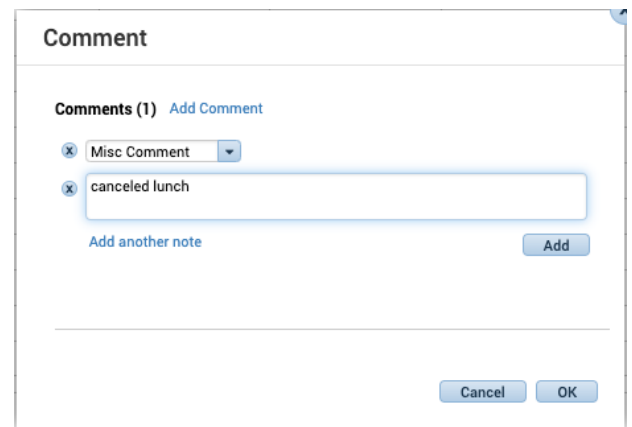 Comment
Comments (1) Add Comment
x Misc Comment
x canceled lunch
Add another note Add
Cancel OK